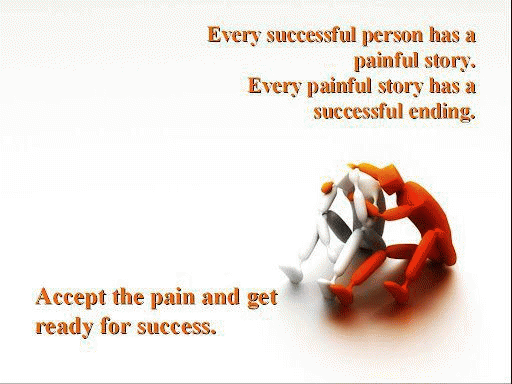 Every successful person has a
painful story.
Every painful story has a
successful ending.
Accept the pain and get
ready for success.